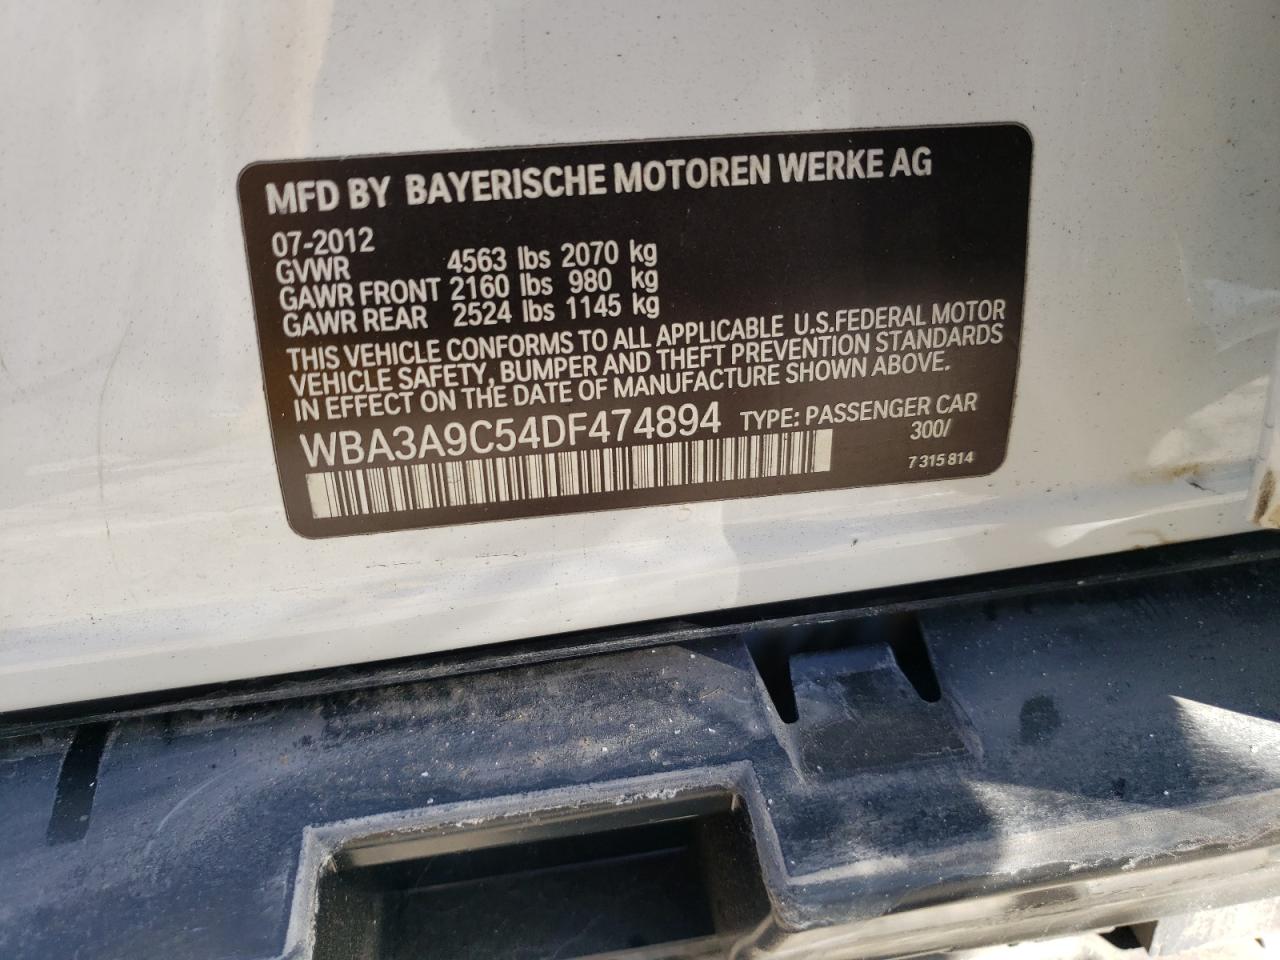 MFD BY BAYERISCHE MOTOREN WERKE AG
07-2012
GVWR 4563 lbs 2070 kg
GAWR FRONT 2160 lbs 980 kg
GAWR REAR 2524 lbs 1145 kg
THIS VEHICLE CONFORMS TO ALL APPLICABLE U.S.FEDERAL MOTOR
VEHICLE SAFETY, BUMPER AND THEFT PREVENTION STANDARDS
IN EFFECT ON THE DATE OF MANUFACTURE SHOWN ABOVE.
WBA3A9C54DF474894 TYPE: PASSENGER CAR
300/
7 315 814